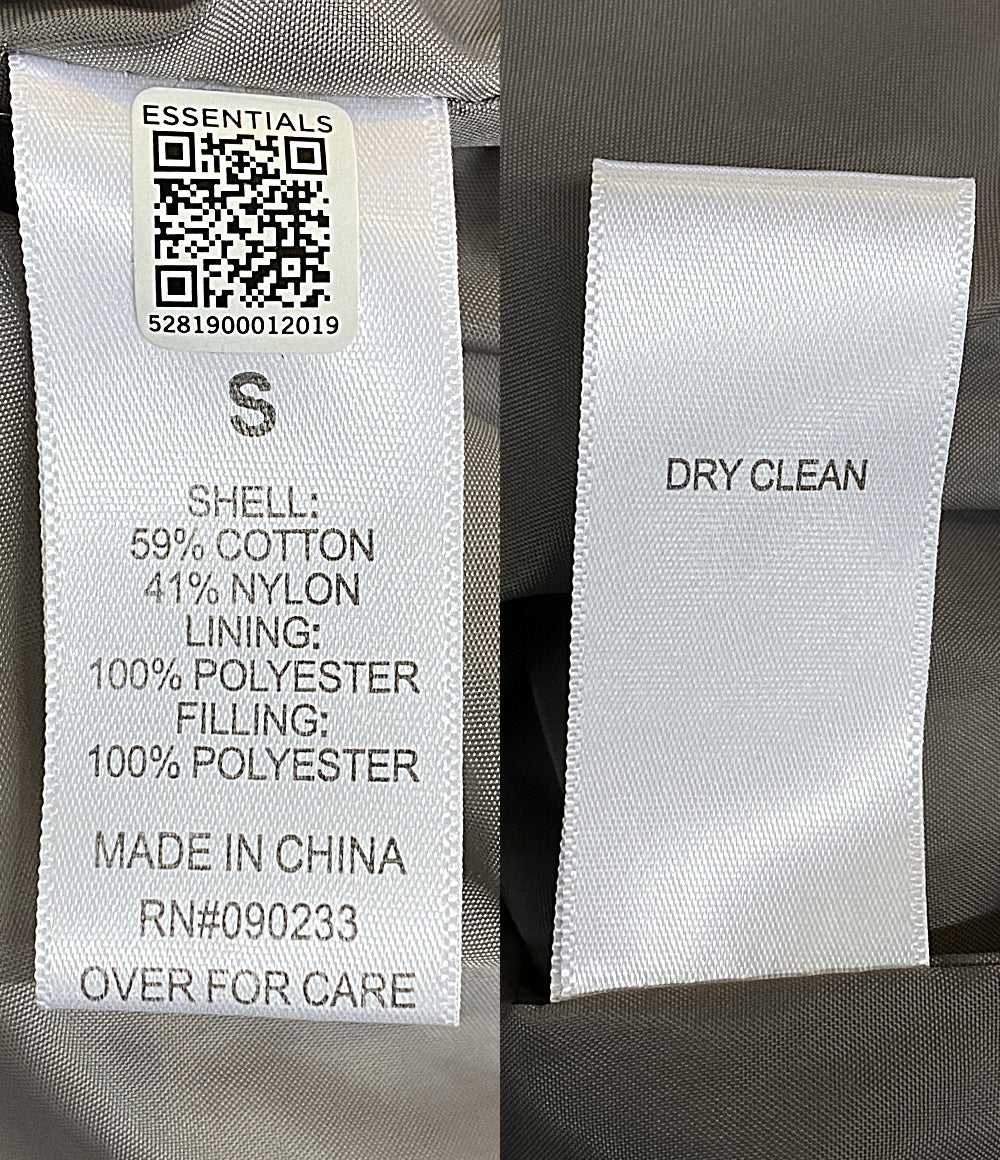 ESSENTIALS
5281900012019
S
SHELL:
59% COTTON
41% NYLON
LINING:
100% POLYESTER
FILLING:
100% POLYESTER
MADE IN CHINA
RN#090233
OVER FOR CARE
DRY CLEAN